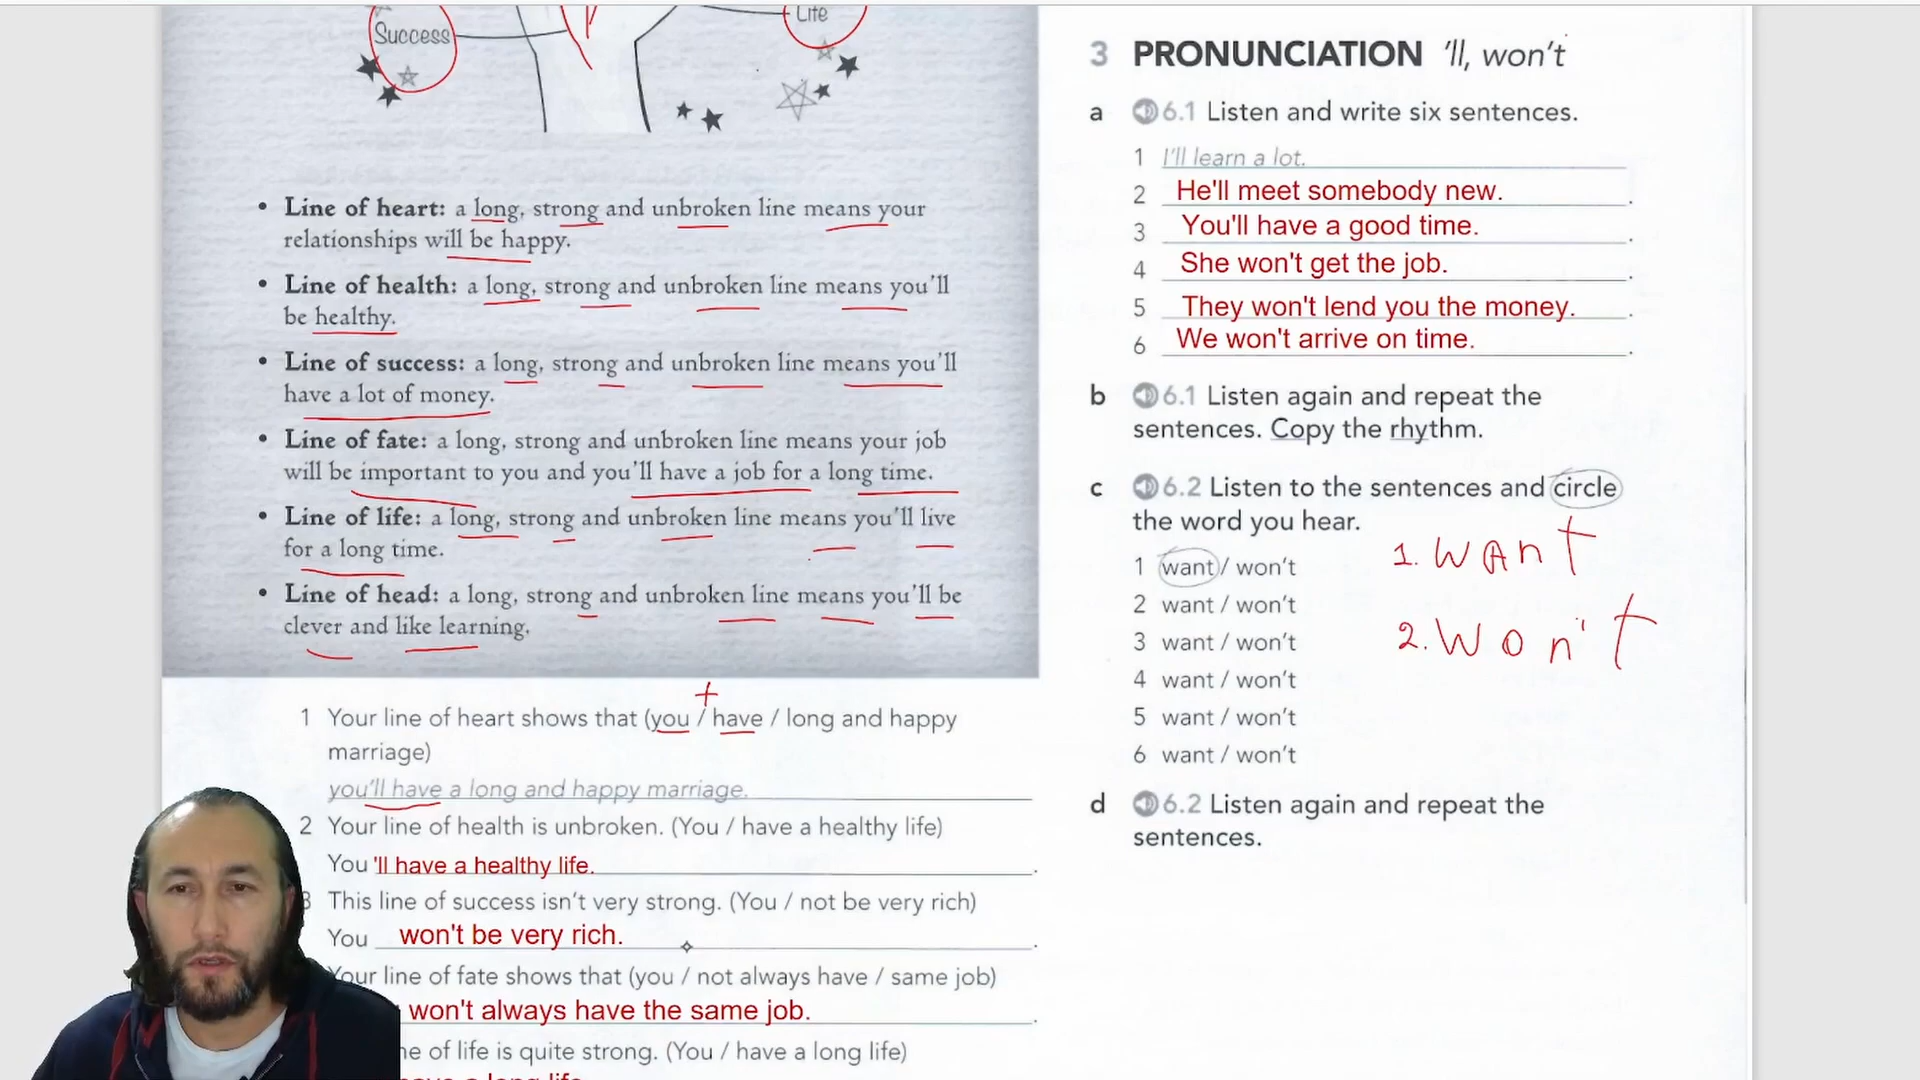 Success
Life
• Line of heart: a long, strong and unbroken line means your
relationships will be happy.
• Line of health: a long, strong and unbroken line means you'll
be healthy.
• Line of success: a long, strong and unbroken line means you'll
have a lot of money.
• Line of fate: a long, strong and unbroken line means your job
will be important to you and you'll have a job for a long time.
• Line of life: a long, strong and unbroken line means you'll live
for a long time.
• Line of head: a long, strong and unbroken line means you'll be
clever and like learning.
+
1 Your line of heart shows that (you / have / long and happy
marriage)
you'll have a long and happy marriage.
2 Your line of health is unbroken. (You / have a healthy life)
You 'll have a healthy life.
3 This line of success isn't very strong. (You / not be very rich)
You won't be very rich.
Your line of fate shows that (you / not always have / same job)
won't always have the same job.
ne of life is quite strong. (You / have a long life)
have a long life
3 PRONUNCIATION 'll, won't
a 6.1 Listen and write six sentences.
1 I'll learn a lot.
2 He'll meet somebody new. .
3 You'll have a good time. .
4 She won't get the job. .
5 They won't lend you the money. .
6 We won't arrive on time. .
b 6.1 Listen again and repeat the
sentences. Copy the rhythm.
c 6.2 Listen to the sentences and circle
the word you hear.
1 want / won't
2 want / won't
3 want / won't
4 want / won't
5 want / won't
6 want / won't
1. WAnt
2. Won't
d 6.2 Listen again and repeat the
sentences.